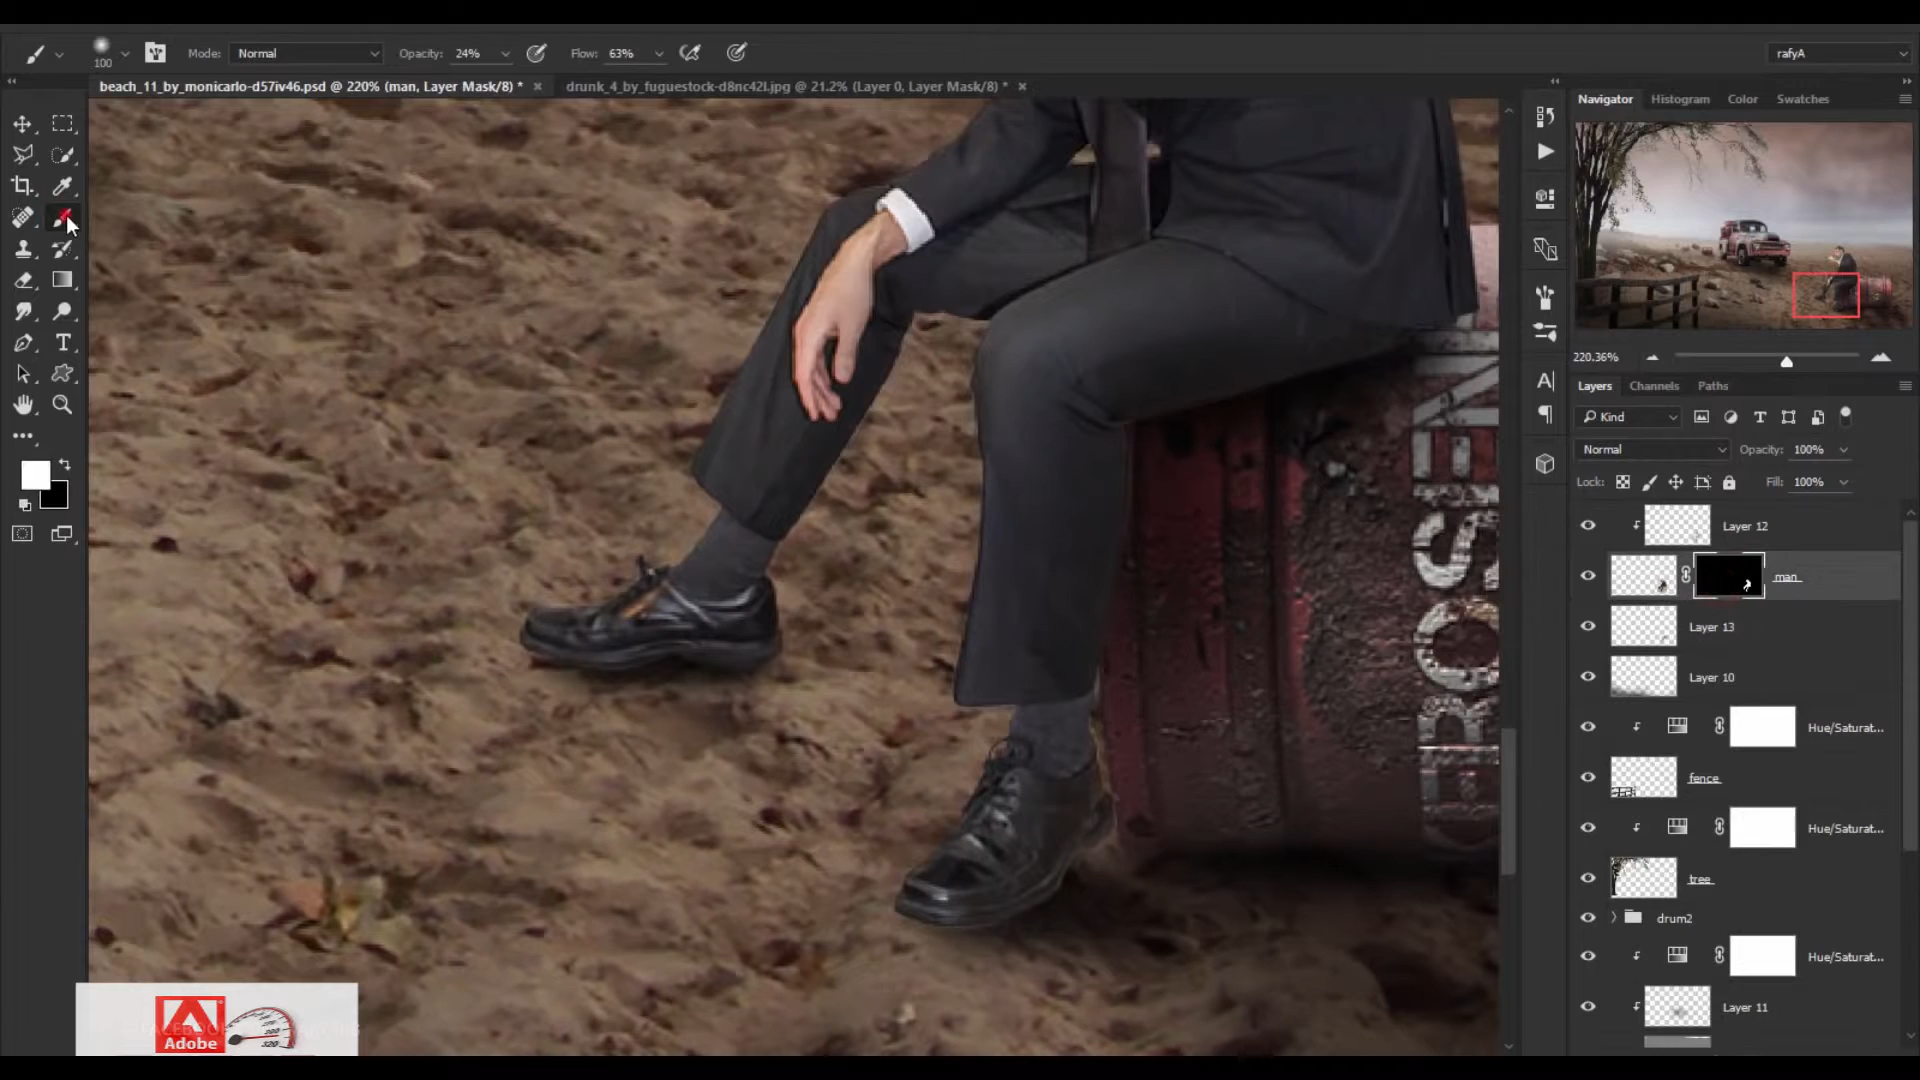 Mode: Normal Opacity: 24% Flow: 63% rafyA
100
beach_11_by_monicarlo-d57iv46.psd @ 220% (man, Layer Mask/8) * drunk_4_by_fuguestock-d8nc42l.jpg @ 21.2% (Layer 0, Layer Mask/8) *
Navigator Histogram Color Swatches
220.36%
Layers Channels Paths
Kind
Normal Opacity: 100%
Lock: Fill: 100%
Layer 12
man
Layer 13
Layer 10
Hue/Saturat...
fence
Hue/Saturat...
tree
drum2
Hue/Saturat...
Layer 11
Adobe